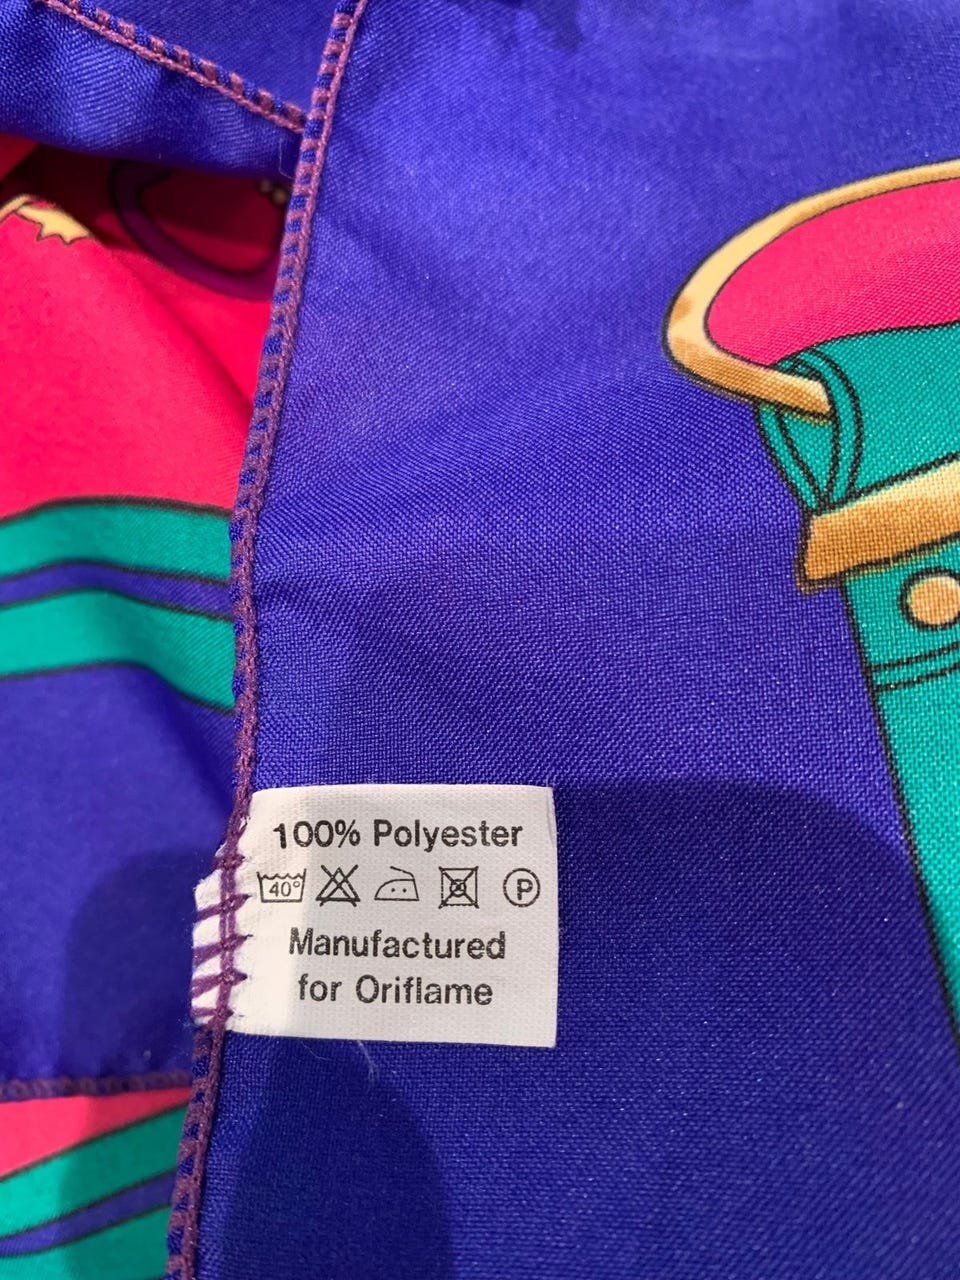 100% Polyester
40° P
Manufactured
for Oriflame